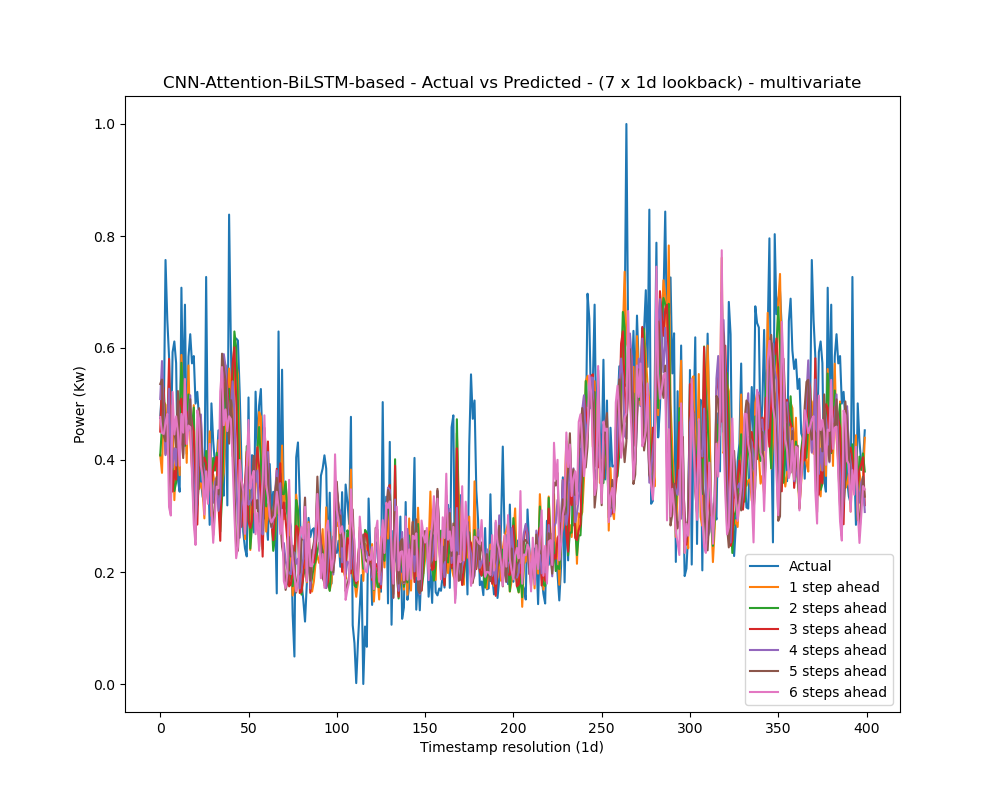 CNN-Attention-BiLSTM-based - Actual vs Predicted - (7 x 1d lookback) - multivariate
Power (Kw)
1.0
0.8
0.6
0.4
0.2
0.0
Actual
1 step ahead
2 steps ahead
3 steps ahead
4 steps ahead
5 steps ahead
6 steps ahead
0 50 100 150 200 250 300 350 400
Timestamp resolution (1d)